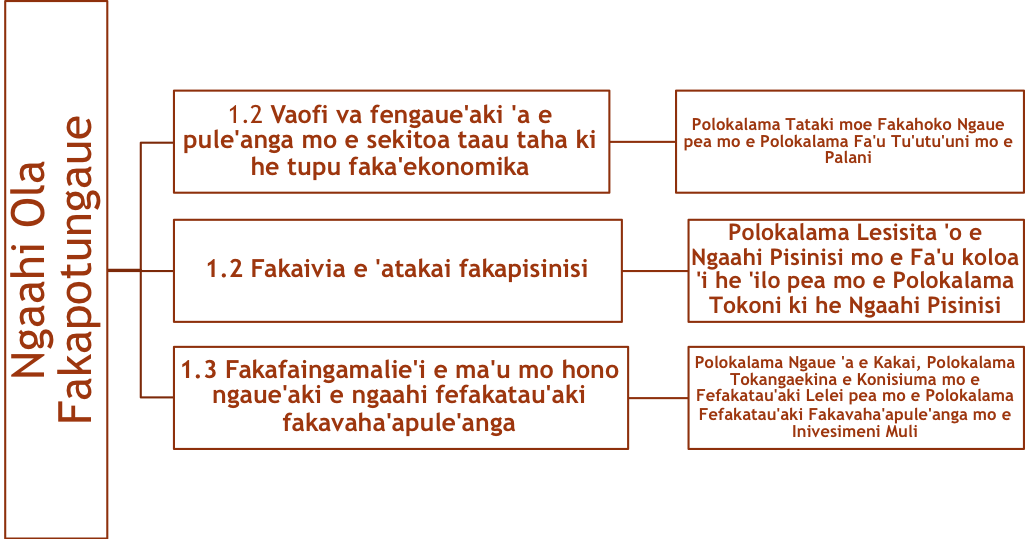 Ngaahi Ola
Fakapotungaue
1.2 Vaofi va fengaue'aki 'a e
pule'anga mo e sekitoa taau taha ki
he tupu faka'ekonomika
Polokalama Tataki moe Fakahoko Ngaue
pea mo e Polokalama Fa'u Tu'utu'uni mo e
Palani
1.2 Fakaivia e 'atakai fakapisinisi
Polokalama Lesisita 'o e
Ngaahi Pisinisi mo e Fa'u koloa
'i he 'ilo pea mo e Polokalama
Tokoni ki he Ngaahi Pisinisi
1.3 Fakafaingamalie'i e ma'u mo hono
ngaue'aki e ngaahi fefakatau'aki
fakavaha'apule'anga
Polokalama Ngaue 'a e Kakai, Polokalama
Tokangaekina e Konisiuma mo e
Fefakatau'aki Lelei pea mo e Polokalama
Fefakatau'aki Fakavaha'apule'anga mo e
Inivesimeni Muli